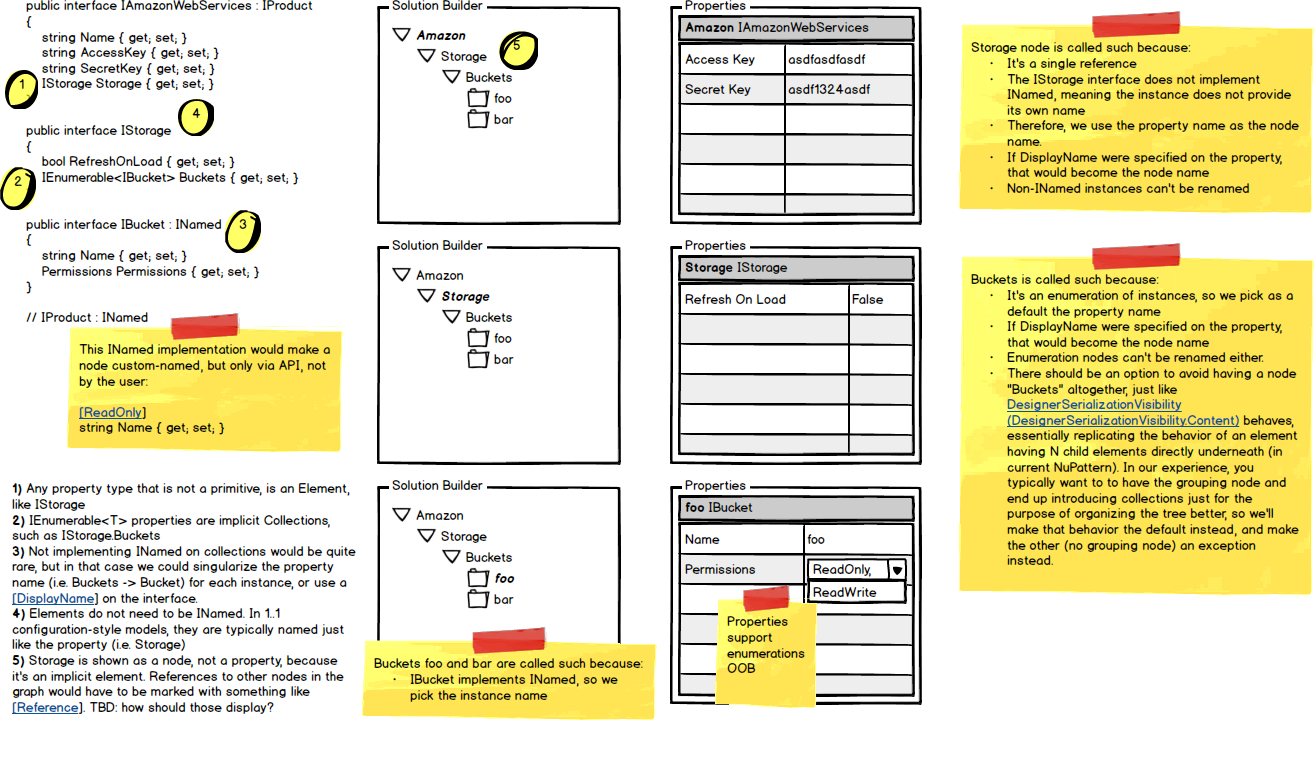 public interface IAmazonWebServices : IProduct
{
string Name { get; set; }
string AccessKey { get; set; }
string SecretKey { get; set; }
1
IStorage Storage { get; set; }
4
public interface IStorage
{
bool RefreshOnLoad { get; set; }
2
IEnumerable<IBucket> Buckets { get; set; }
public interface IBucket : INamed
3
{
string Name { get; set; }
Permissions Permissions { get; set; }
}
// IProduct : INamed
This INamed implementation would make a
node custom-named, but only via API, not
by the user:
[ReadOnly]
string Name { get; set; }
1) Any property type that is not a primitive, is an Element,
like IStorage
2) IEnumerable<T> properties are implicit Collections,
such as IStorage.Buckets
3) Not implementing INamed on collections would be quite
rare, but in that case we could singularize the property
name (i.e. Buckets -> Bucket) for each instance, or use a
[DisplayName] on the interface.
4) Elements do not need to be INamed. In 1..1
configuration-style models, they are typically named just
like the property (i.e. Storage)
5) Storage is shown as a node, not a property, because
it's an implicit element. References to other nodes in the
graph would have to be marked with something like
[Reference]. TBD: how should those display?
Solution Builder
Amazon
Storage
5
Buckets
foo
bar
Solution Builder
Amazon
Storage
Buckets
foo
bar
Solution Builder
Amazon
Storage
Buckets
foo
bar
Buckets foo and bar are called such because:
· IBucket implements INamed, so we
pick the instance name
Properties
Amazon IAmazonWebServices
Access Key asdfasdfasdf
Secret Key asdf1324asdf
Properties
Storage IStorage
Refresh On Load False
Properties
foo IBucket
Name foo
Permissions ReadOnly,
ReadWrite
Properties
support
enumerations
OOB
Storage node is called such because:
· It's a single reference
· The IStorage interface does not implement
INamed, meaning the instance does not provide
its own name
· Therefore, we use the property name as the node
name.
· If DisplayName were specified on the property,
that would become the node name
· Non-INamed instances can't be renamed
Buckets is called such because:
· It's an enumeration of instances, so we pick as a
default the property name
· If DisplayName were specified on the property,
that would become the node name
· Enumeration nodes can't be renamed either.
· There should be an option to avoid having a node
"Buckets" altogether, just like
DesignerSerializationVisibility
(DesignerSerializationVisibility.Content) behaves,
essentially replicating the behavior of an element
having N child elements directly underneath (in
current NuPattern). In our experience, you
typically want to to have the grouping node and
end up introducing collections just for the
purpose of organizing the tree better, so we'll
make that behavior the default instead, and make
the other (no grouping node) an exception
instead.